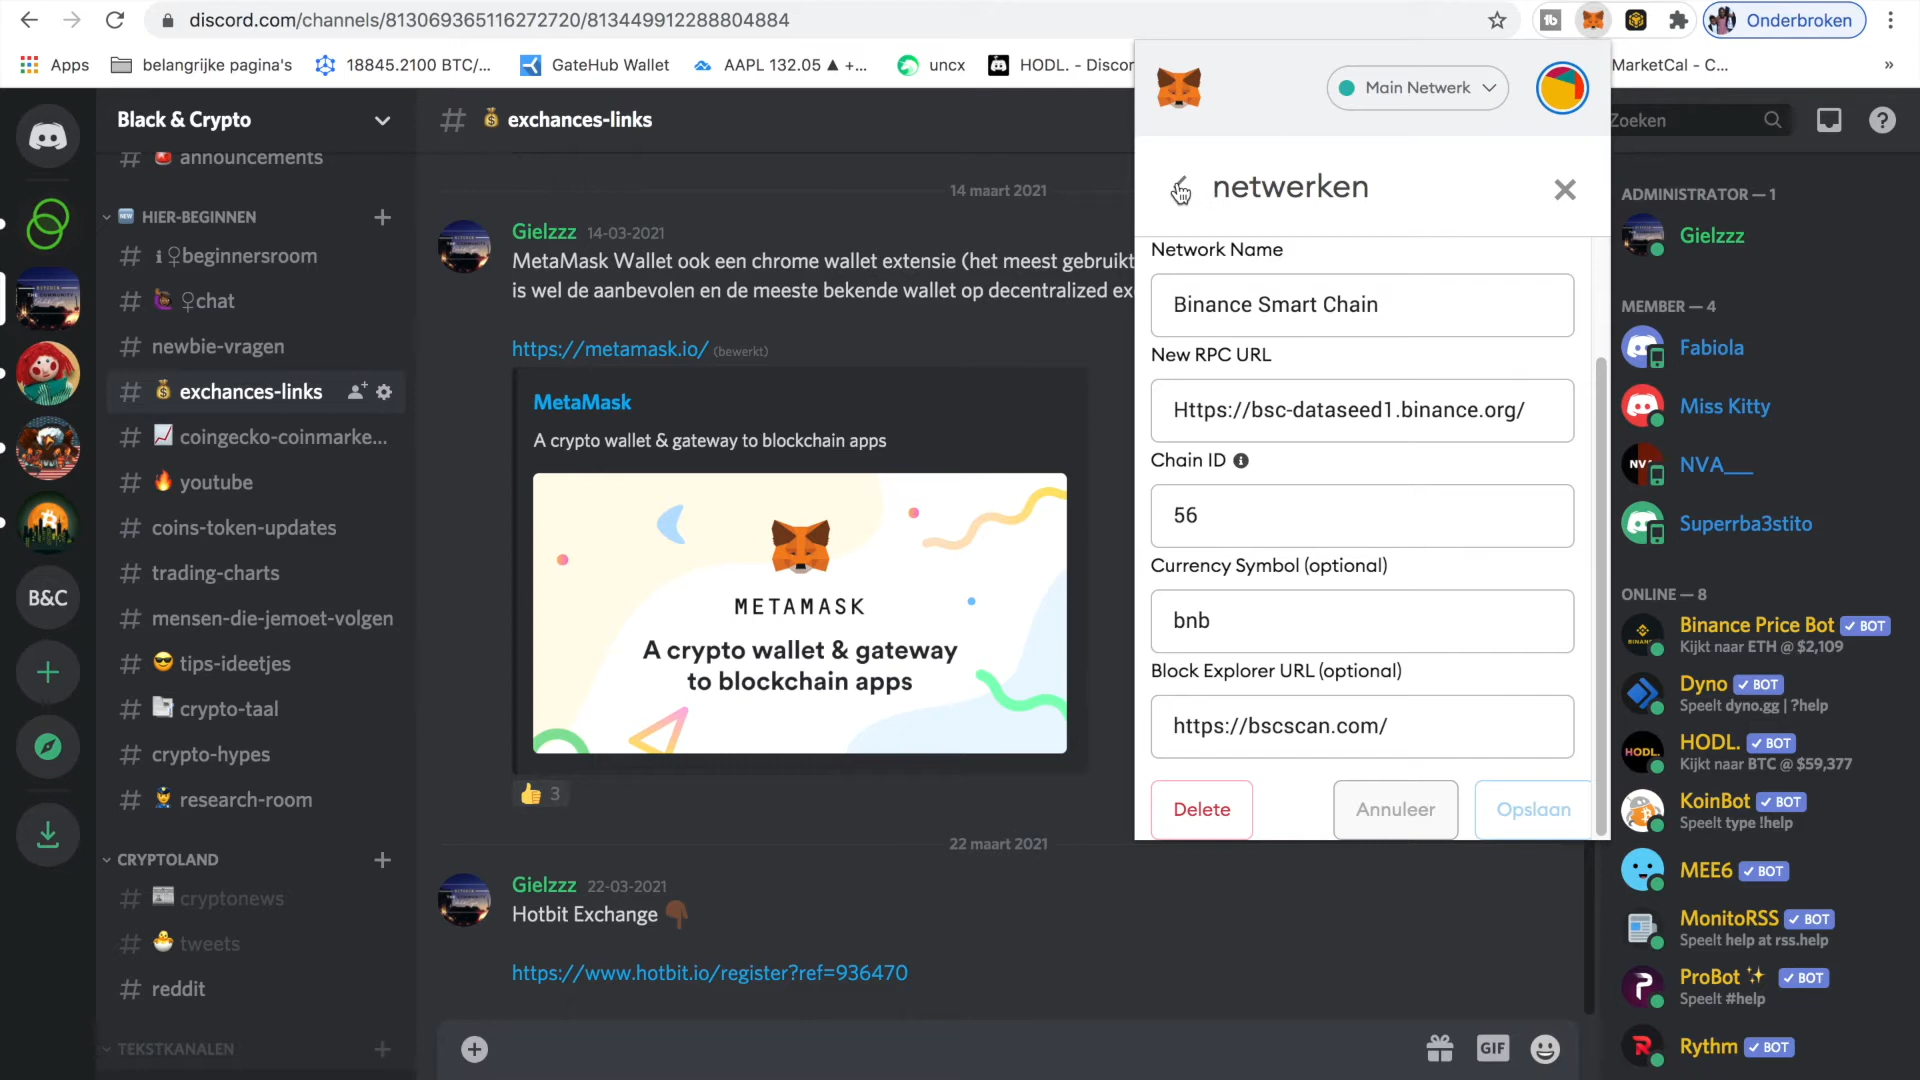 discord.com/channels/813069365116272720/813449912288804884
Onderbroken
Apps
belangrijke pagina's
18845.2100 BTC/...
GateHub Wallet
AAPL 132.05 ▲ +...
uncx
HODL. - Discor
MarketCal - C...
»
Black & Crypto
announcements
HIER-BEGINNEN
beginnersroom
chat
newbie-vragen
exchances-links
coingecko-coinmarke...
youtube
coins-token-updates
trading-charts
mensen-die-jemoet-volgen
tips-ideetjes
crypto-taal
crypto-hypes
research-room
CRYPTOLAND
cryptonews
tweets
reddit
TEKSTKANALEN
B&C
# exchances-links
14 maart 2021
Gielzzz 14-03-2021
MetaMask Wallet ook een chrome wallet extensie (het meest gebruikt
is wel de aanbevolen en de meeste bekende wallet op decentralized ex
https://metamask.io/ (bewerkt)
MetaMask
A crypto wallet & gateway to blockchain apps
METAMASK
A crypto wallet & gateway
to blockchain apps
3
22 maart 2021
Gielzzz 22-03-2021
Hotbit Exchange
https://www.hotbit.io/register?ref=936470
GIF
Main Netwerk
netwerken
Network Name
Binance Smart Chain
New RPC URL
Https://bsc-dataseed1.binance.org/
Chain ID
56
Currency Symbol (optional)
bnb
Block Explorer URL (optional)
https://bscscan.com/
Delete
Annuleer
Opslaan
Zoeken
ADMINISTRATOR — 1
Gielzzz
MEMBER — 4
Fabiola
Miss Kitty
NVA___
Superrba3stito
ONLINE — 8
Binance Price Bot ✓ BOT
Kijkt naar ETH @ $2,109
Dyno ✓ BOT
Speelt dyno.gg | ?help
HODL. ✓ BOT
Kijkt naar BTC @ $59,377
KoinBot ✓ BOT
Speelt type !help
MEE6 ✓ BOT
MonitoRSS ✓ BOT
Speelt help at rss.help
ProBot ✓ BOT
Speelt #help
Rythm ✓ BOT